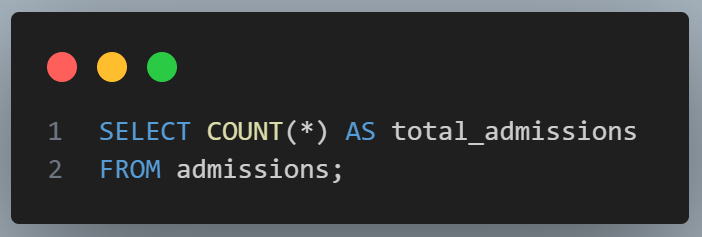 1 SELECT COUNT(*) AS total_admissions
2 FROM admissions;